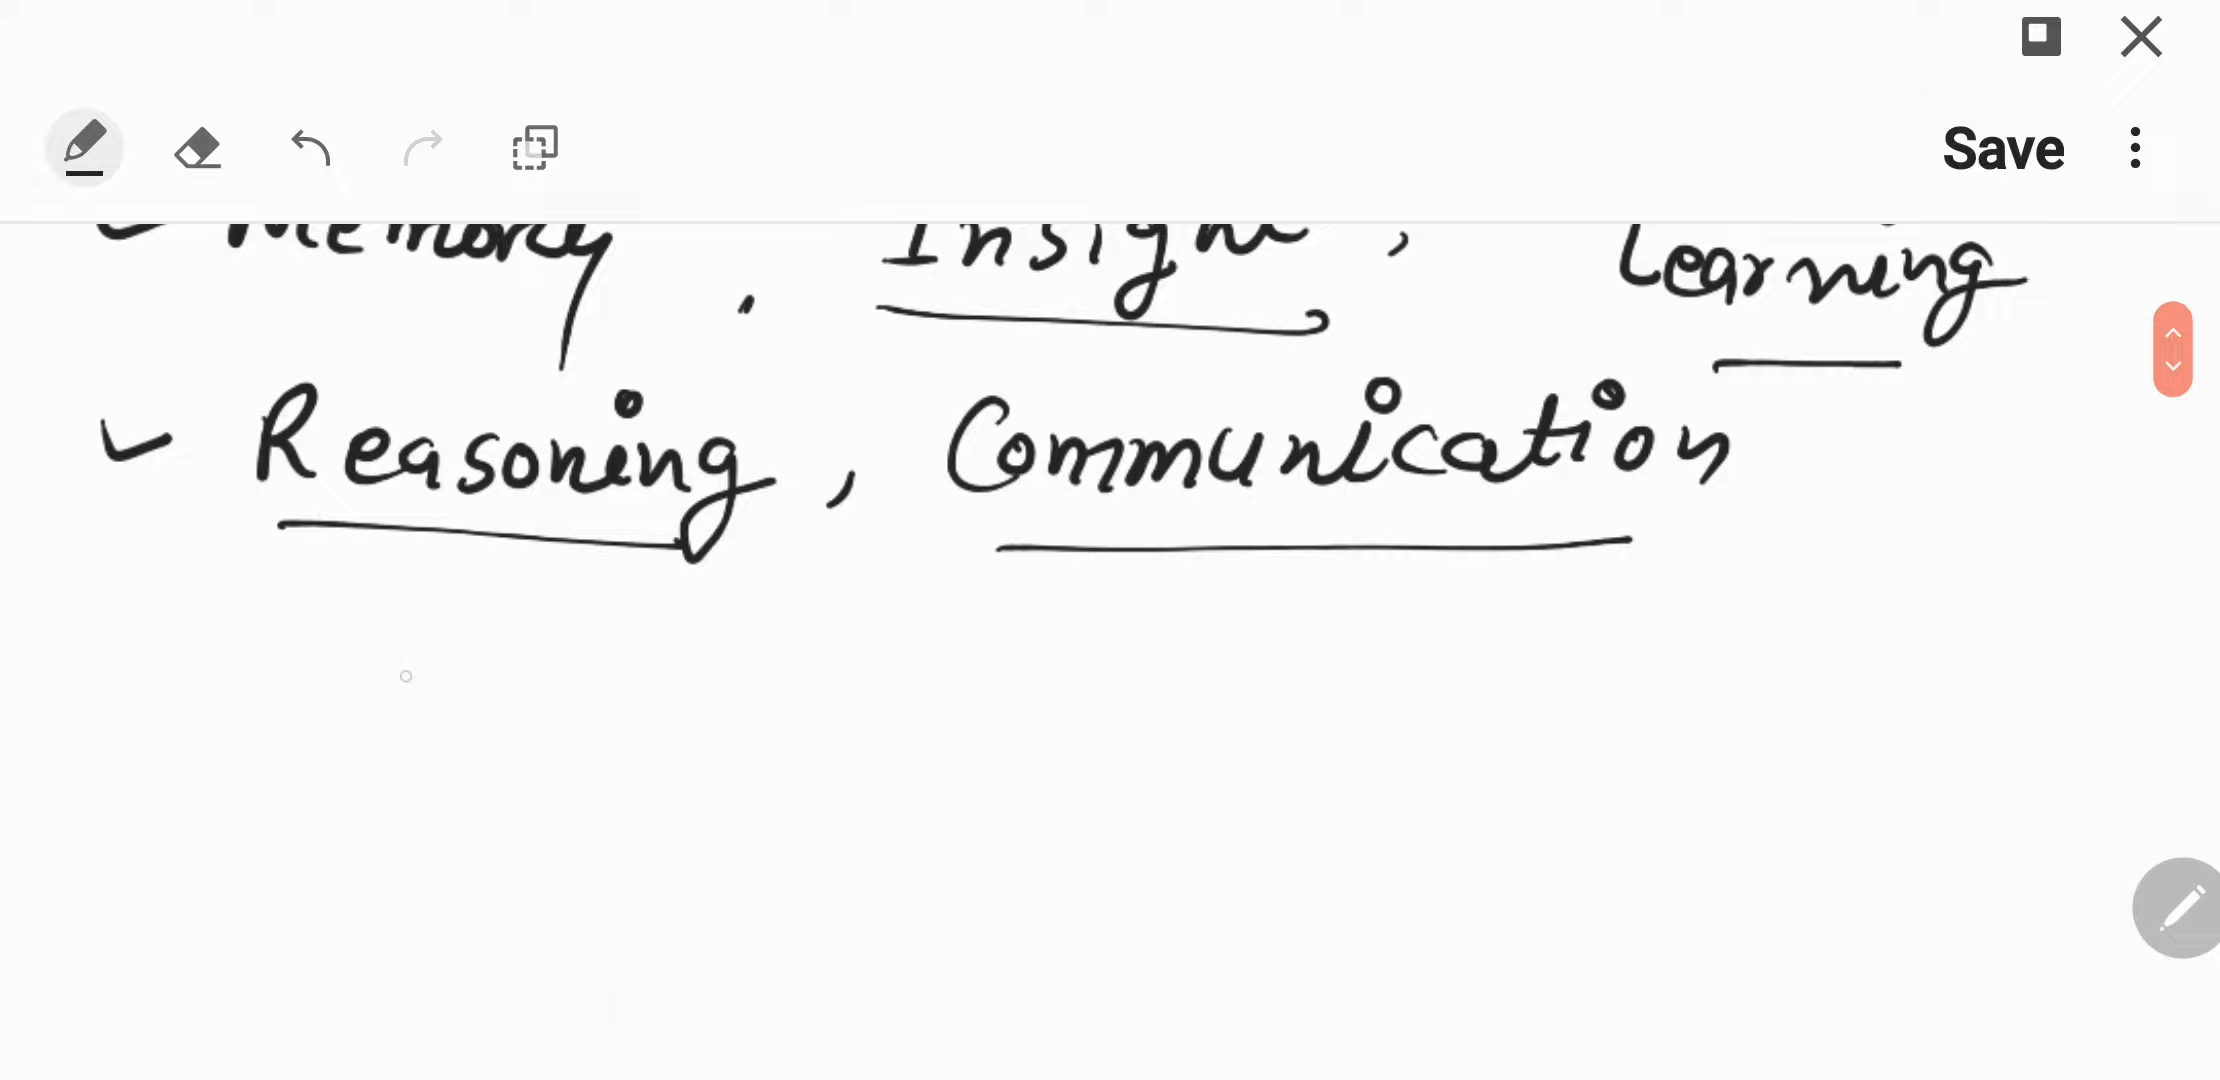 Save
✓ Memory, Insight, Learning
✓ Reasoning, Communication